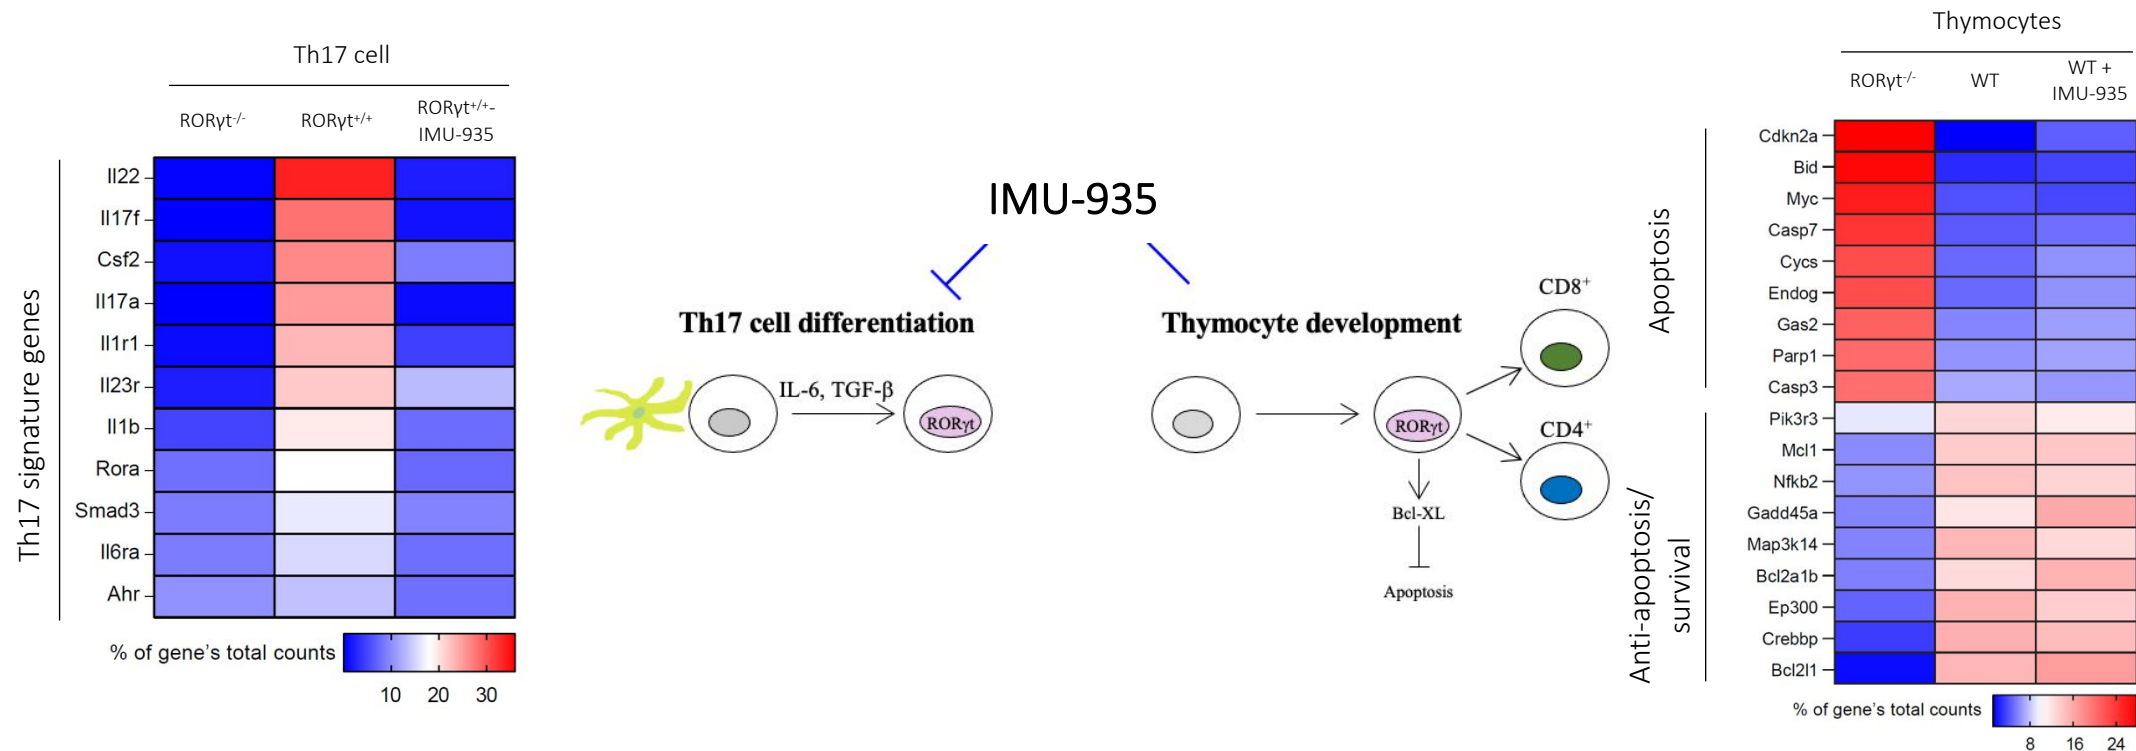 Th17 cell
RORγt-/-
RORγt+/+
RORγt+/+-
IMU-935
Th17 signature genes
Il22
Il17f
Csf2
Il17a
Il1r1
Il23r
Il1b
Rora
Smad3
Il6ra
Ahr
% of gene's total counts
10 20 30
IMU-935
Th17 cell differentiation
IL-6, TGF-β
RORγt
Thymocyte development
RORγt
CD8+
CD4+
Bcl-XL
Apoptosis
Thymocytes
RORγt-/-
WT
WT +
IMU-935
Apoptosis
Cdkn2a
Bid
Myc
Casp7
Cycs
Endog
Gas2
Parp1
Casp3
Anti-apoptosis/
survival
Pik3r3
Mcl1
Nfkb2
Gadd45a
Map3k14
Bcl2a1b
Ep300
Crebbp
Bcl2l1
% of gene's total counts
8 16 24